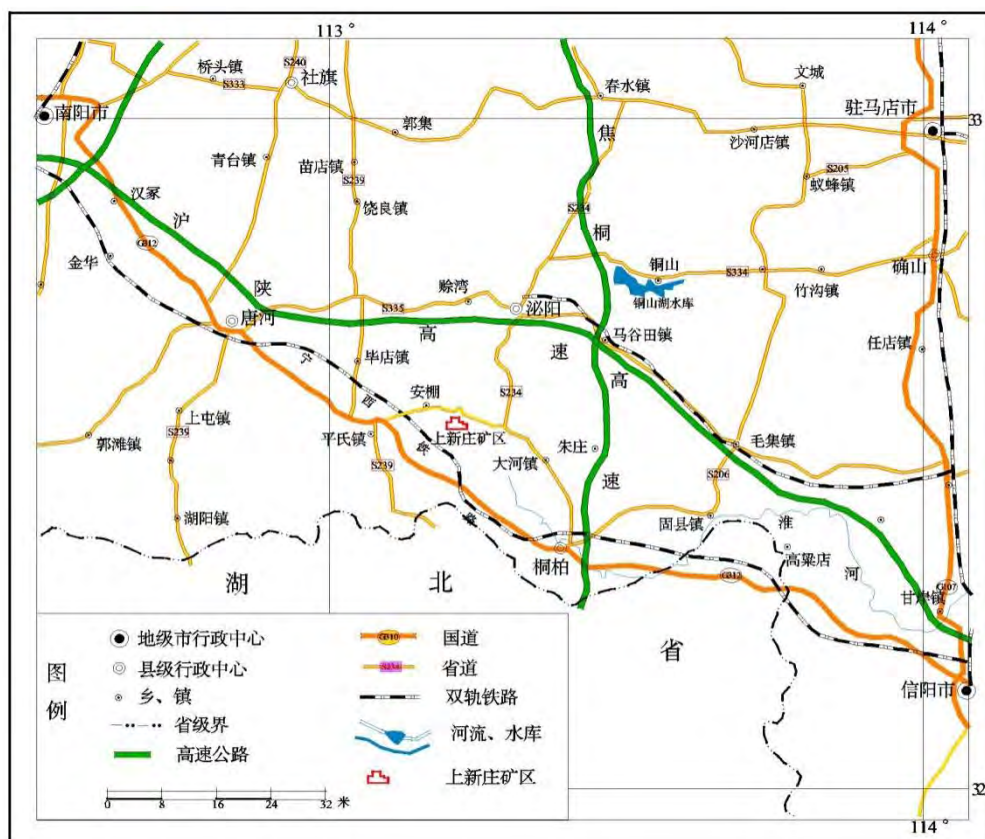 113°
114°
S240
桥头镇
社旗
S333
春水镇
文城
南阳市
焦
驻马店市
33
郭集
沙河店镇
青台镇
苗店镇
S205
蚁蜂镇
S239
汉冢
饶良镇
S234
沪
桐
G312
金华
铜山
确山
陕
S334
赊湾
竹沟镇
铜山湖水库
S335
泌阳
唐河
高
速
马谷田镇
任店镇
毕店镇
高
西
安棚
S234
上屯镇
上新庄矿区
铁
S239
平氏镇
郭滩镇
朱庄
毛集镇
大河镇
S239
速
S206
路
湖阳镇
固县镇
淮
高粱店
桐柏
河
湖
北
G312
G107
省
信阳市
图
例
地级市行政中心
县级行政中心
乡、镇
省级界
高速公路
G310
国道
S234
省道
双轨铁路
河流、水库
上新庄矿区
0
8
16
24
32
米
32
114°